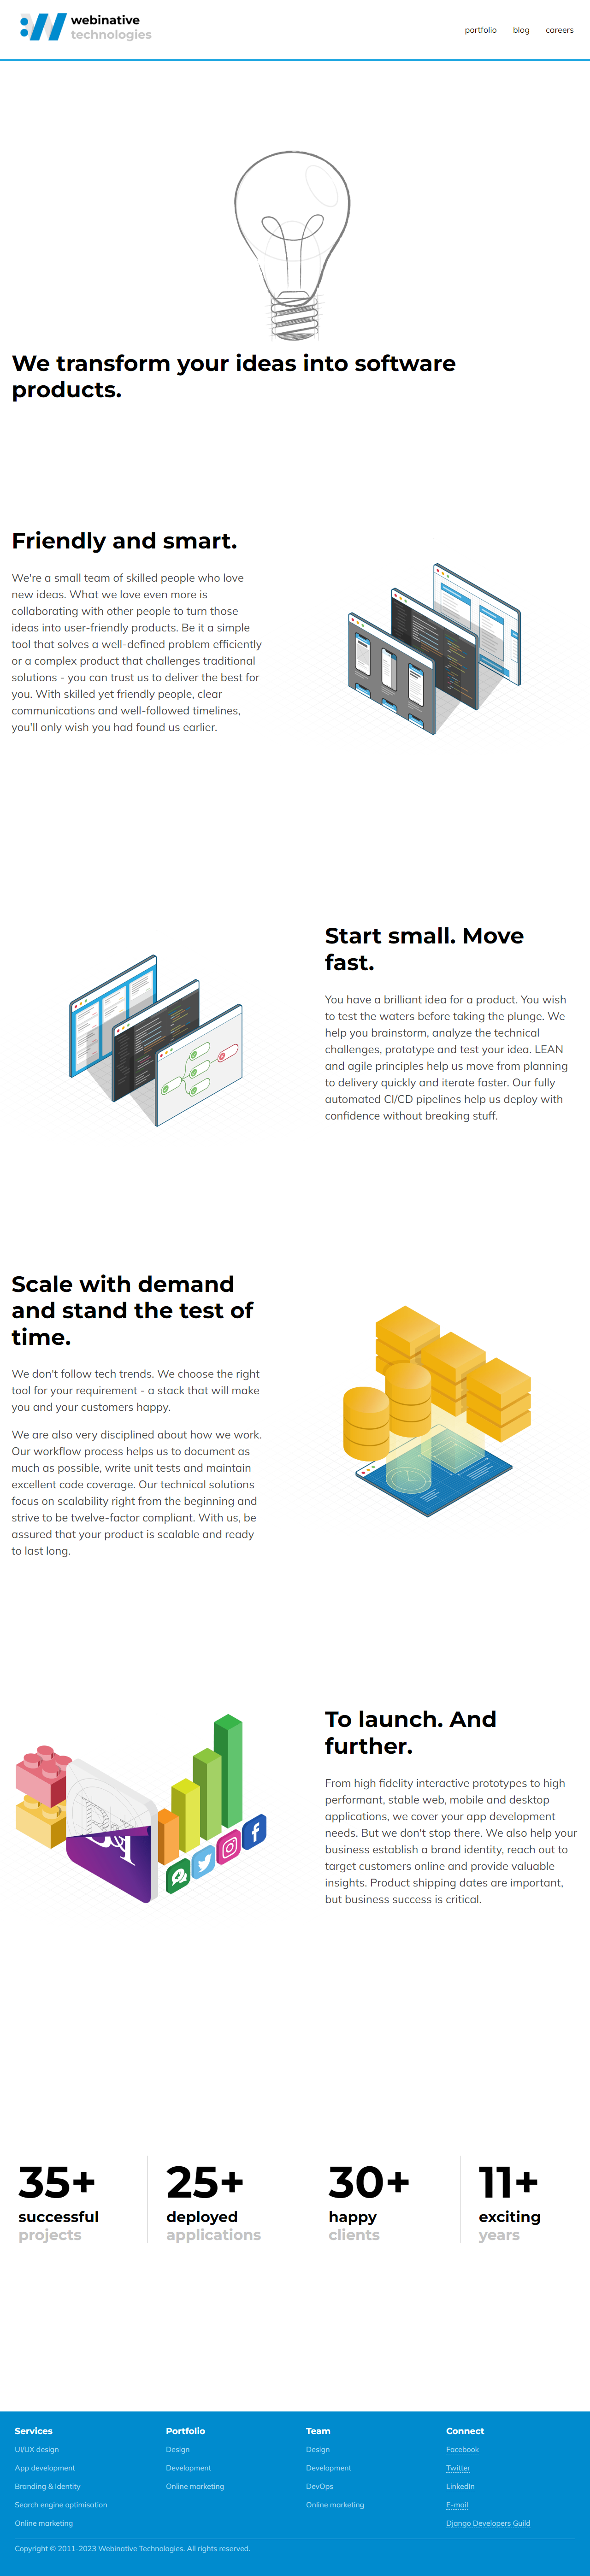 webinative
technologies
portfolio blog careers
We transform your ideas into software
products.
Friendly and smart.
We're a small team of skilled people who love
new ideas. What we love even more is
collaborating with other people to turn those
ideas into user-friendly products. Be it a simple
tool that solves a well-defined problem efficiently
or a complex product that challenges traditional
solutions - you can trust us to deliver the best for
you. With skilled yet friendly people, clear
communications and well-followed timelines,
you'll only wish you had found us earlier.
Start small. Move
fast.
You have a brilliant idea for a product. You wish
to test the waters before taking the plunge. We
help you brainstorm, analyze the technical
challenges, prototype and test your idea. LEAN
and agile principles help us move from planning
to delivery quickly and iterate faster. Our fully
automated CI/CD pipelines help us deploy with
confidence without breaking stuff.
Scale with demand
and stand the test of
time.
We don't follow tech trends. We choose the right
tool for your requirement - a stack that will make
you and your customers happy.
We are also very disciplined about how we work.
Our workflow process helps us to document as
much as possible, write unit tests and maintain
excellent code coverage. Our technical solutions
focus on scalability right from the beginning and
strive to be twelve-factor compliant. With us, be
assured that your product is scalable and ready
to last long.
To launch. And
further.
From high fidelity interactive prototypes to high
performant, stable web, mobile and desktop
applications, we cover your app development
needs. But we don't stop there. We also help your
business establish a brand identity, reach out to
target customers online and provide valuable
insights. Product shipping dates are important,
but business success is critical.
35+
successful
projects
25+
deployed
applications
30+
happy
clients
11+
exciting
years
Services
UI/UX design
App development
Branding & Identity
Search engine optimisation
Online marketing
Portfolio
Design
Development
Online marketing
Team
Design
Development
DevOps
Online marketing
Connect
Facebook
Twitter
LinkedIn
E-mail
Django Developers Guild
Copyright © 2011-2023 Webinative Technologies. All rights reserved.